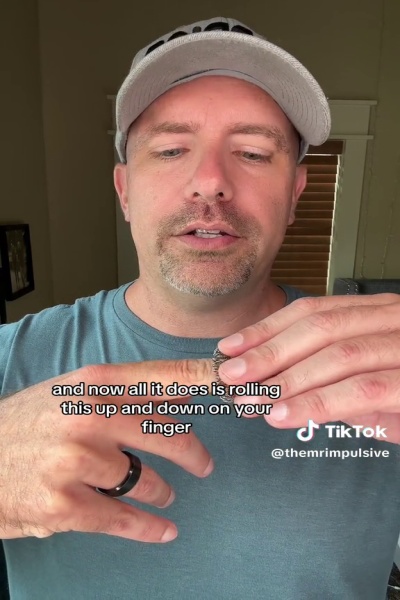 and now all it does is rolling
this up and down on your
finger
TikTok
@themrimpulsive